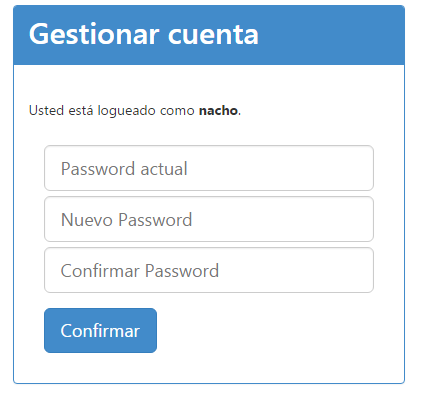 Gestionar cuenta
Usted está logueado como nacho.
Password actual
Nuevo Password
Confirmar Password
Confirmar